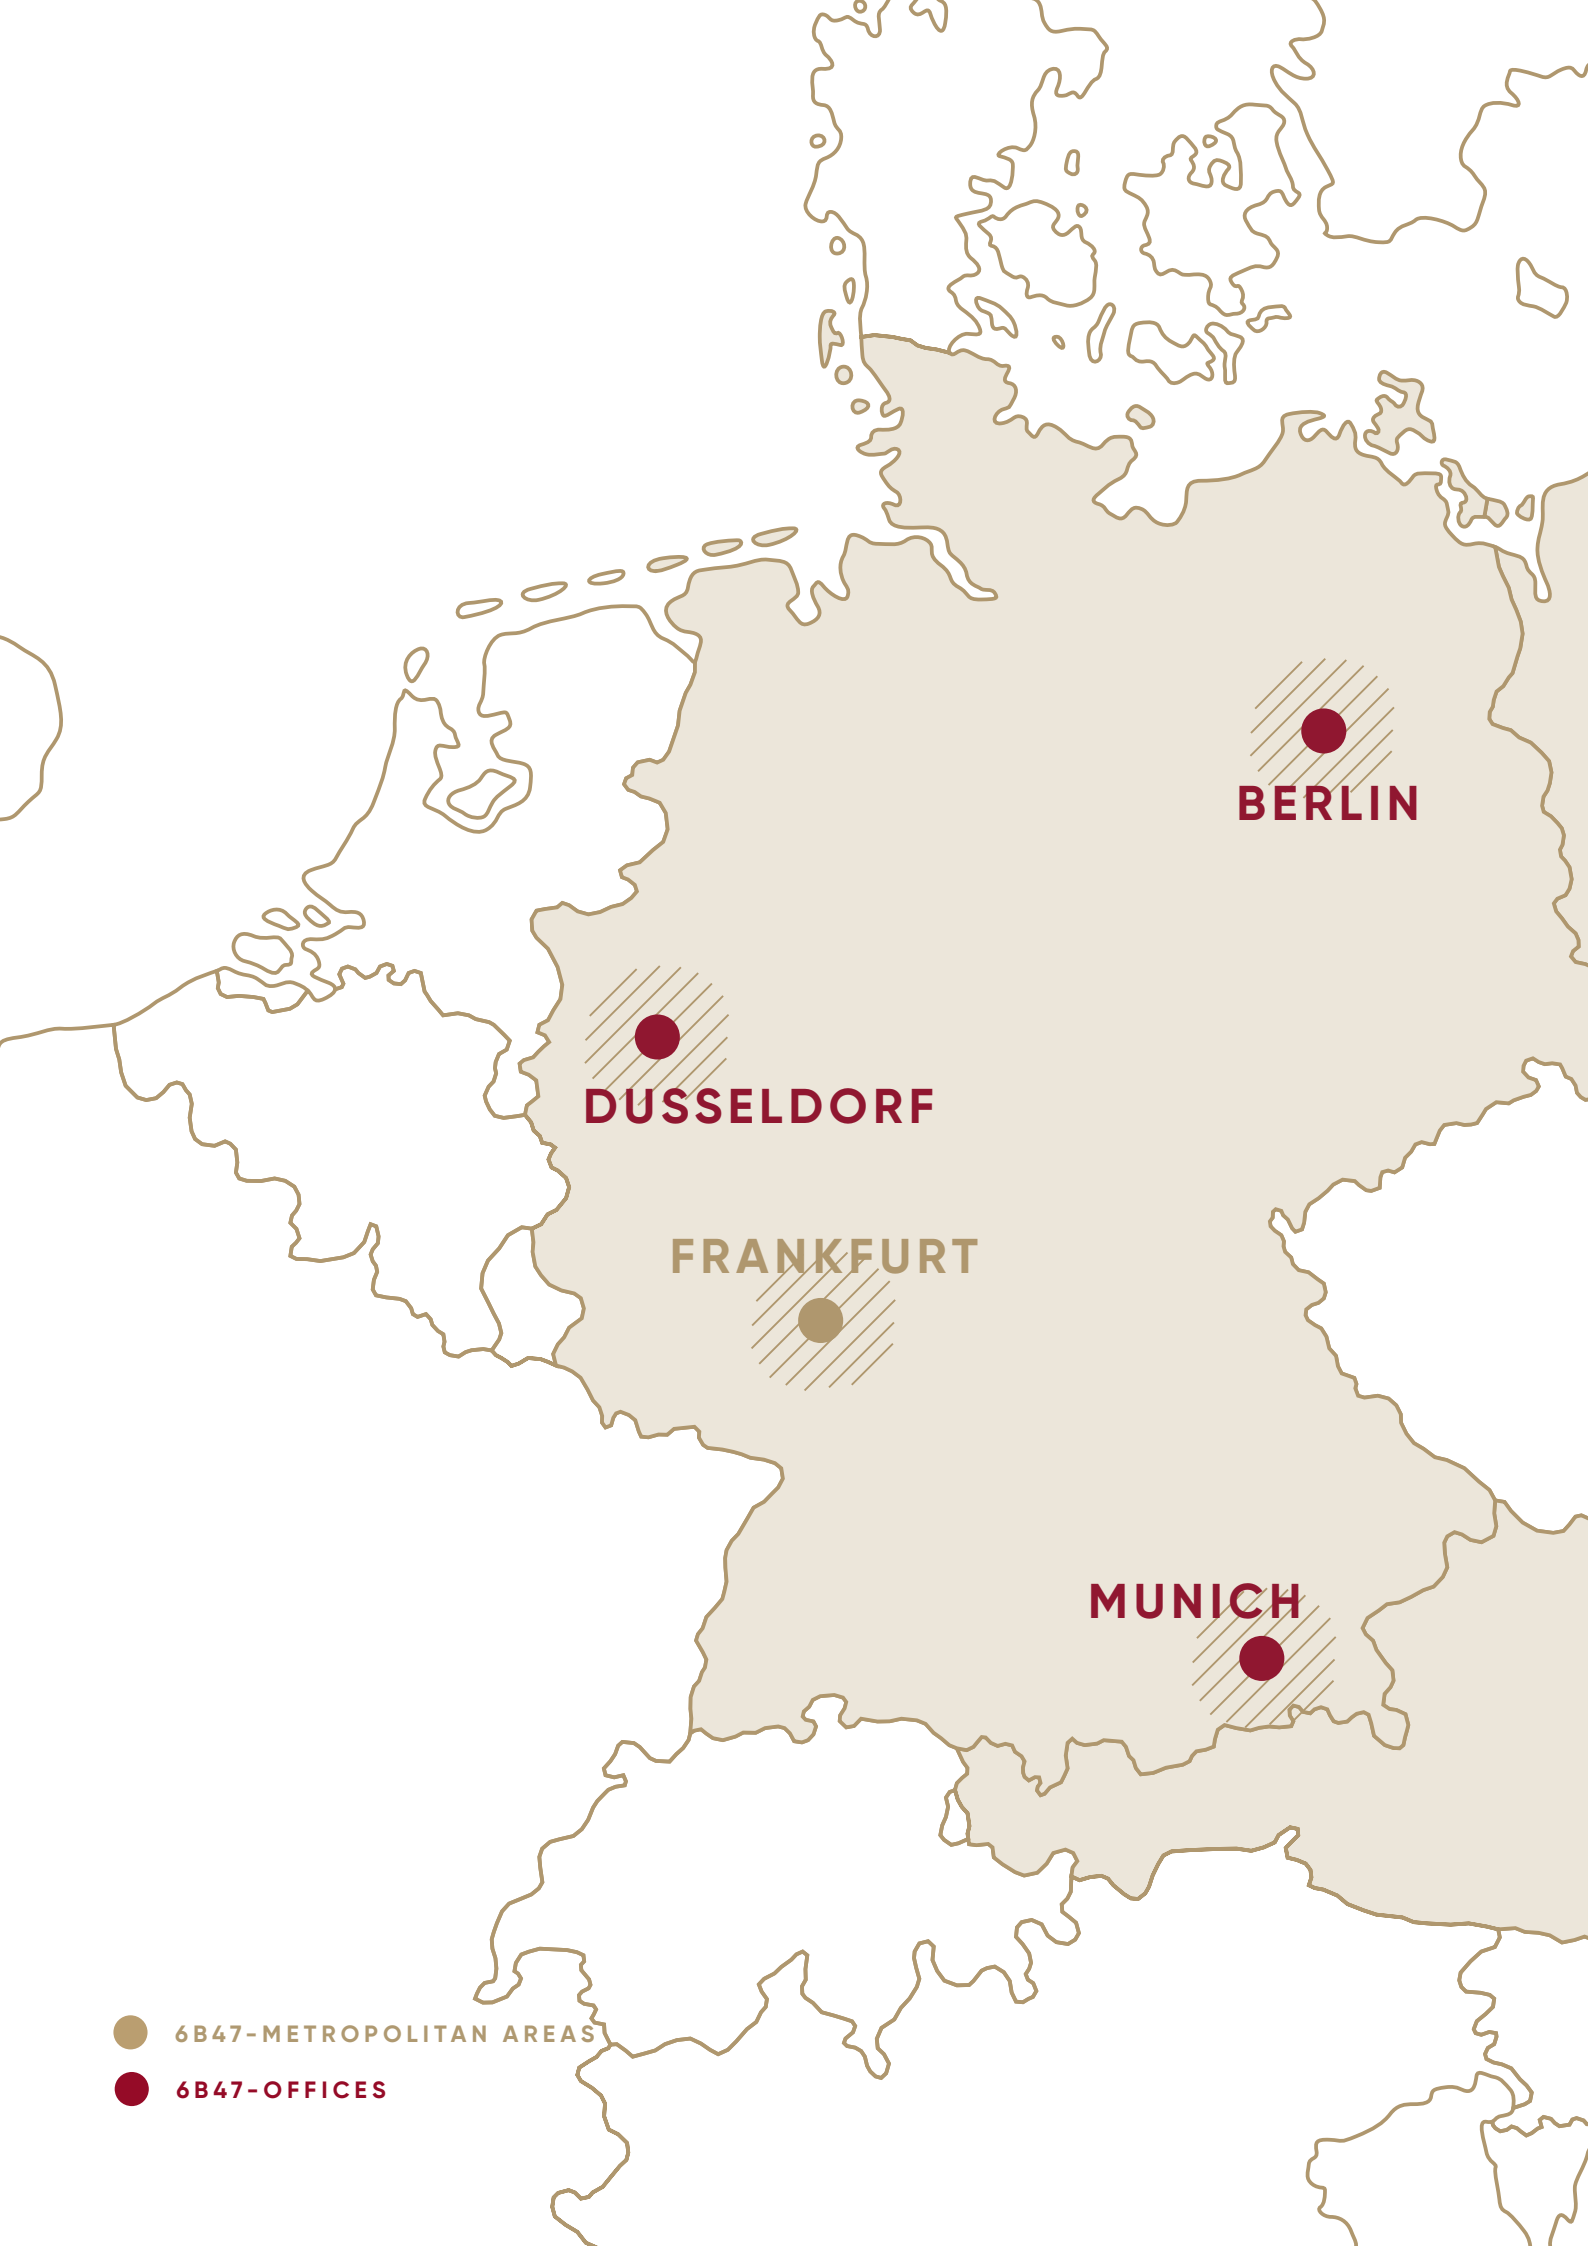 BERLIN
DUSSELDORF
FRANKFURT
MUNICH
6B47-METROPOLITAN AREAS
6B47-OFFICES